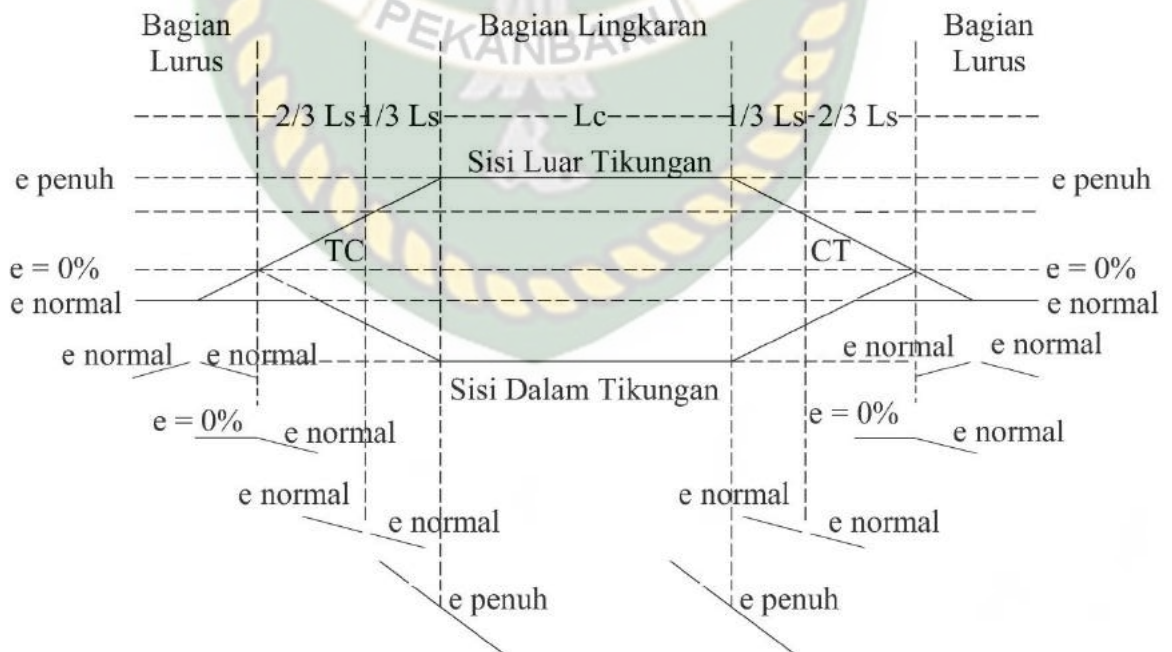 Bagian Lurus
Bagian Lingkaran
Bagian Lurus
2/3 Ls
1/3 Ls
Lc
1/3 Ls
2/3 Ls
PEKANBARU
Sisi Luar Tikungan
e penuh
e penuh
TC
CT
e = 0%
e = 0%
e normal
e normal
e normal
e normal
e normal
e normal
Sisi Dalam Tikungan
e = 0%
e normal
e = 0%
e normal
e normal
e normal
e normal
e normal
e penuh
e penuh